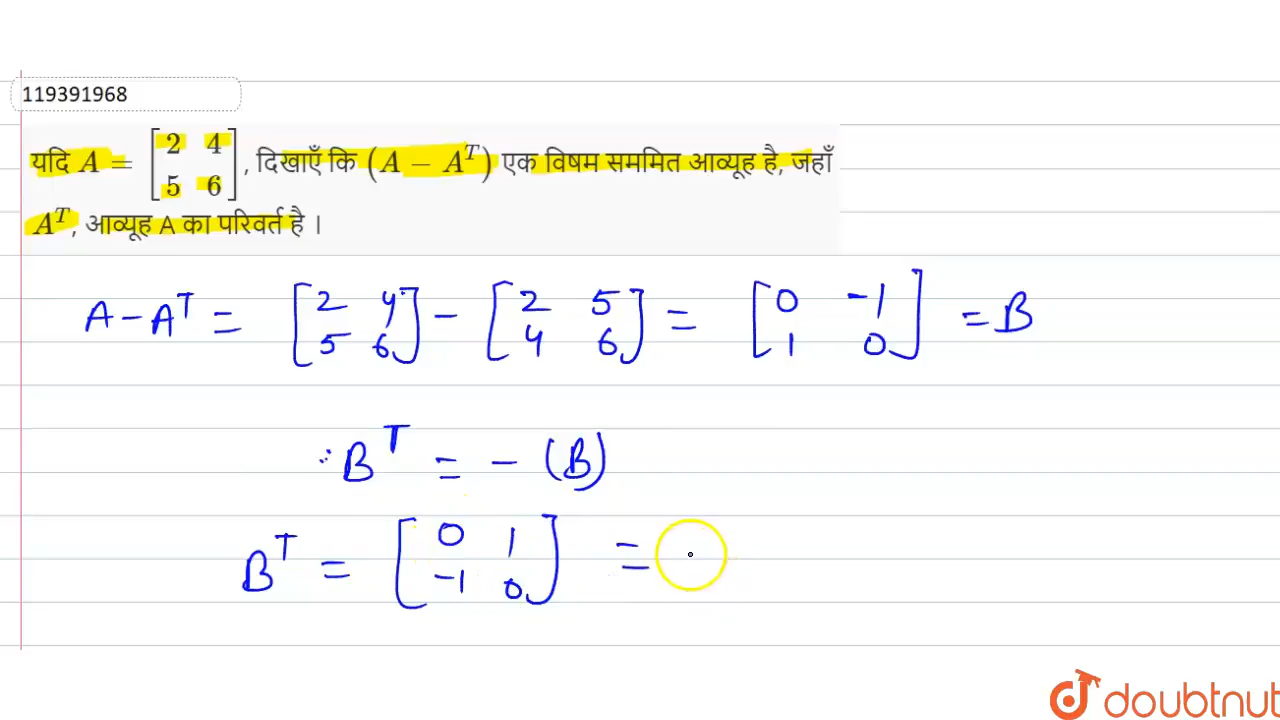 119391968
यदि A = [2 4; 5 6], दिखाएँ कि (A − A^T) एक विषम सममित आव्यूह है, जहाँ
A^T, आव्यूह A का परिवर्त है ।
A − A^T = [2 4; 5 6] − [2 5; 4 6] = [0 −1; 1 0] = B
B^T = − (B)
B^T = [0 1; −1 0] =
doubtnut